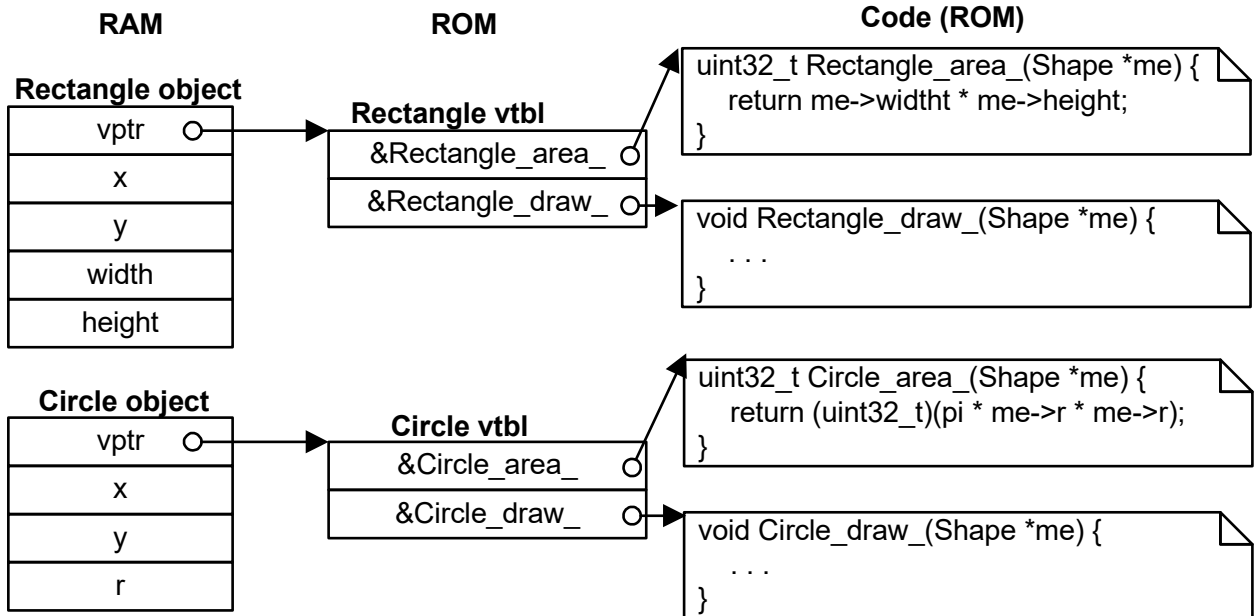 RAM
ROM
Code (ROM)
Rectangle object
vptr
x
y
width
height
Rectangle vtbl
&Rectangle_area_
&Rectangle_draw_
uint32_t Rectangle_area_(Shape *me) {
return me->widtht * me->height;
}
void Rectangle_draw_(Shape *me) {
. . .
}
Circle object
vptr
x
y
r
Circle vtbl
&Circle_area_
&Circle_draw_
uint32_t Circle_area_(Shape *me) {
return (uint32_t)(pi * me->r * me->r);
}
void Circle_draw_(Shape *me) {
. . .
}